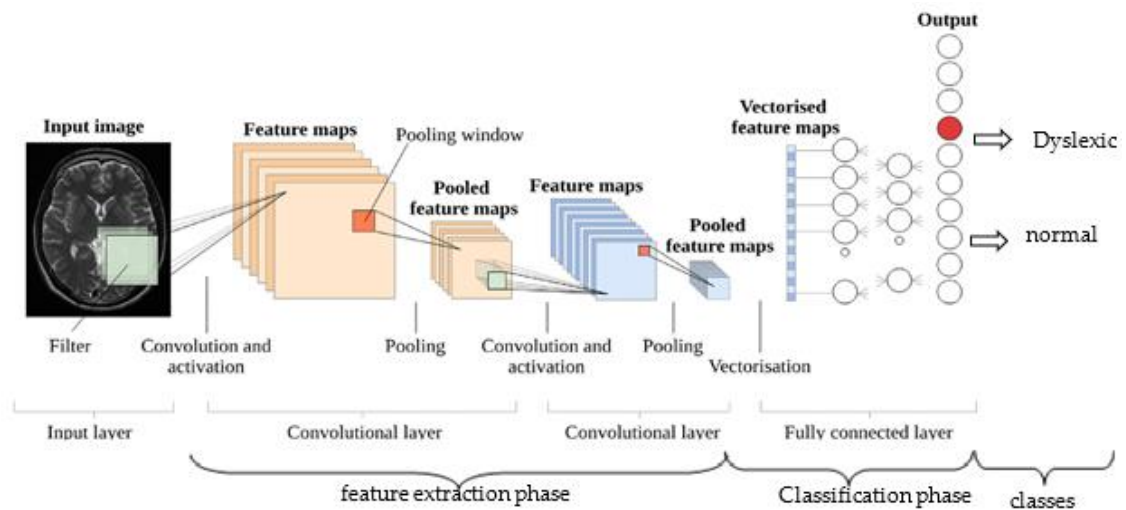 Output
Vectorised
feature maps
Input image
Feature maps
Pooling window
Dyslexic
Pooled
feature maps
Feature maps
Pooled
feature maps
normal
Filter
Convolution and
activation
Pooling
Convolution and
activation
Pooling
Vectorisation
Input layer
Convolutional layer
Convolutional layer
Fully connected layer
feature extraction phase
Classification phase
classes